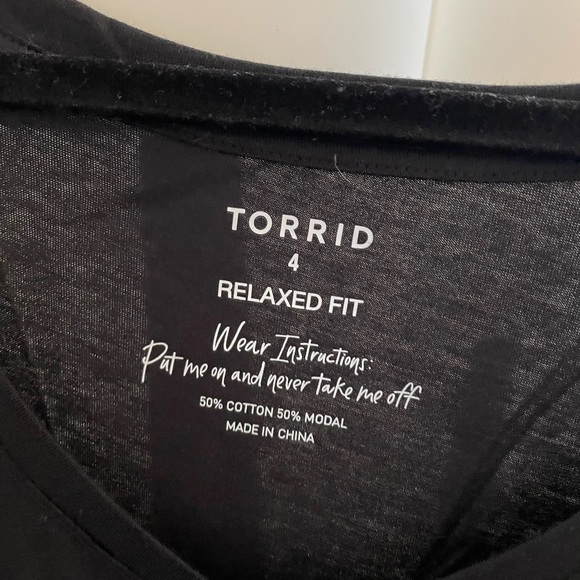 TORRID
4
RELAXED FIT
Wear Instructions:
Put me on and never take me off
50% COTTON 50% MODAL
MADE IN CHINA